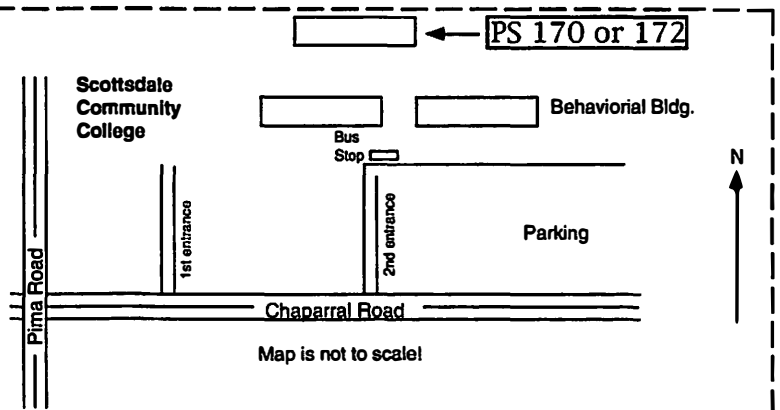 PS 170 or 172
Scottsdale
Community
College
Behaviorial Bldg.
Bus
Stop
N
1st entrance
2nd entrance
Parking
Pima Road
Chaparral Road
Map is not to scale!